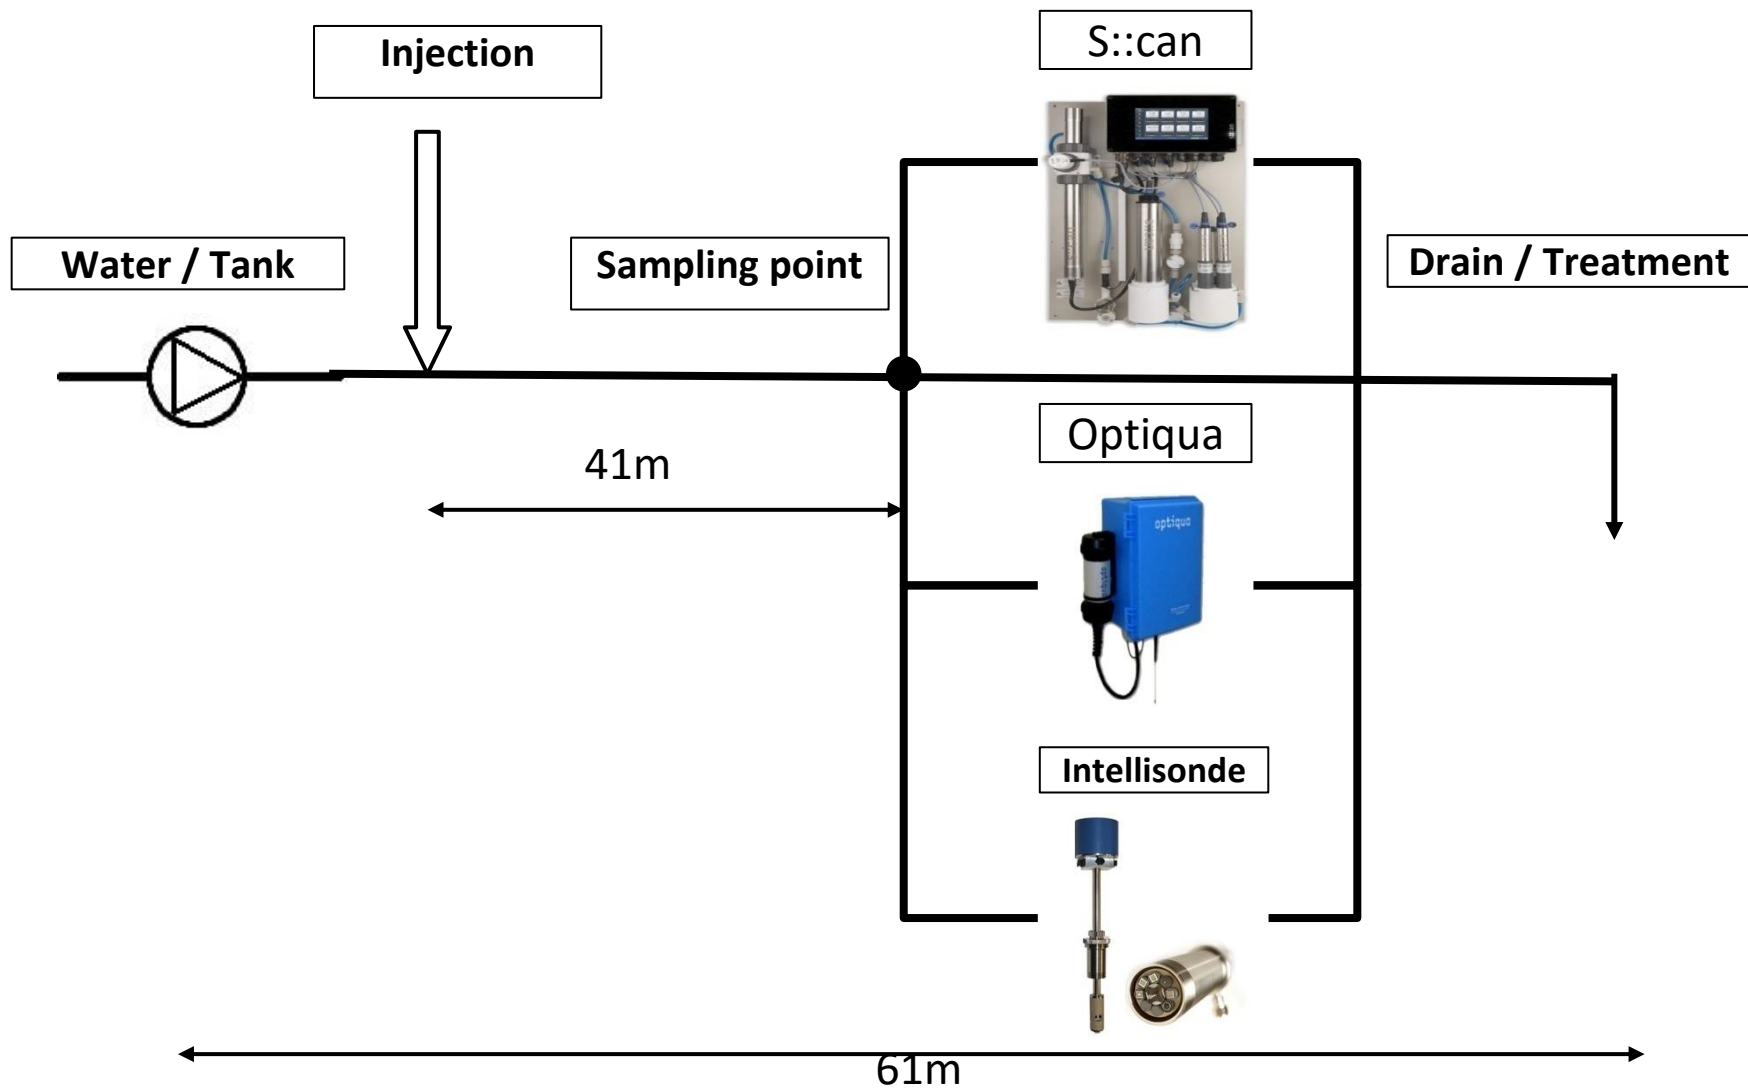 Injection
S::can
Water / Tank
Sampling point
Drain / Treatment
Optiqua
41m
optiqua
Intellisonde
61m